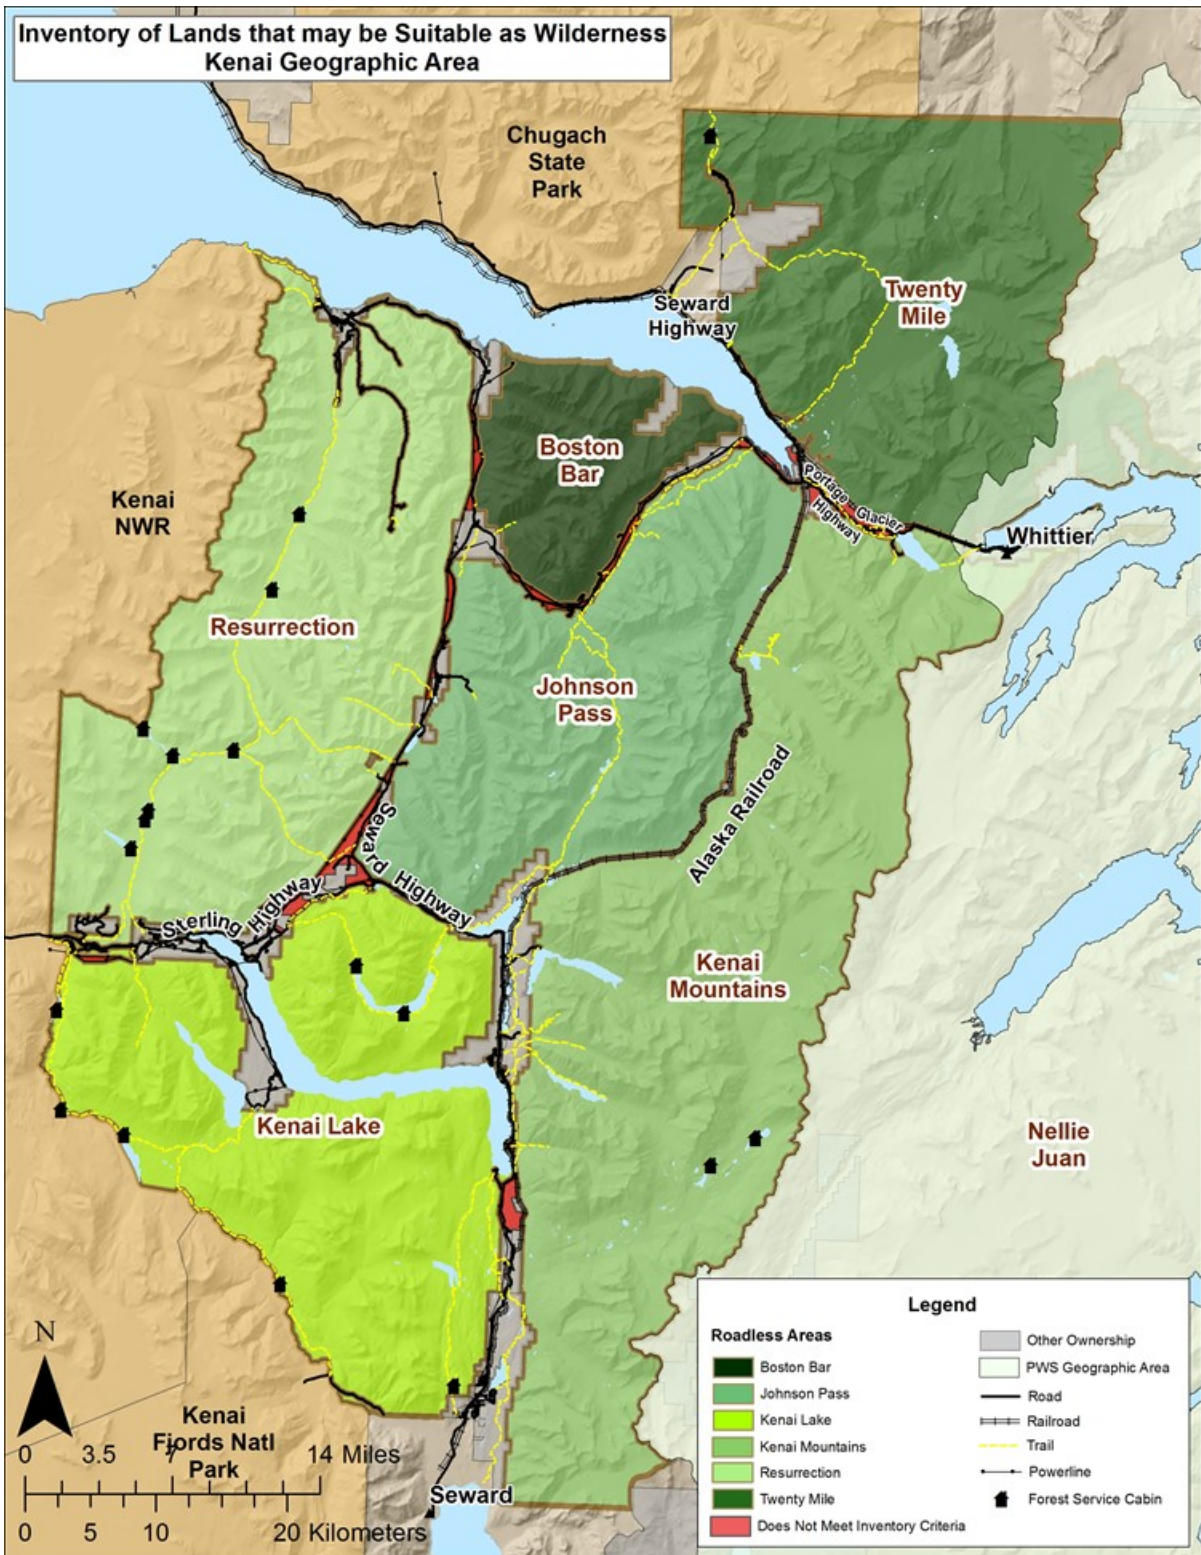 Inventory of Lands that may be Suitable as Wilderness
Kenai Geographic Area
Chugach
State
Park
Twenty
Mile
Seward
Highway
Boston
Bar
Kenai
NWR
Portage Glacier
Highway
Whittier
Resurrection
Johnson
Pass
Alaska Railroad
Seward Highway
Sterling Highway
Kenai
Mountains
Kenai Lake
Nellie
Juan
Kenai
Fjords Natl
Park
Seward
N
0 3.5 7 14 Miles
0 5 10 20 Kilometers
Legend
Roadless Areas
Boston Bar
Johnson Pass
Kenai Lake
Kenai Mountains
Resurrection
Twenty Mile
Does Not Meet Inventory Criteria
Other Ownership
PWS Geographic Area
Road
Railroad
Trail
Powerline
Forest Service Cabin